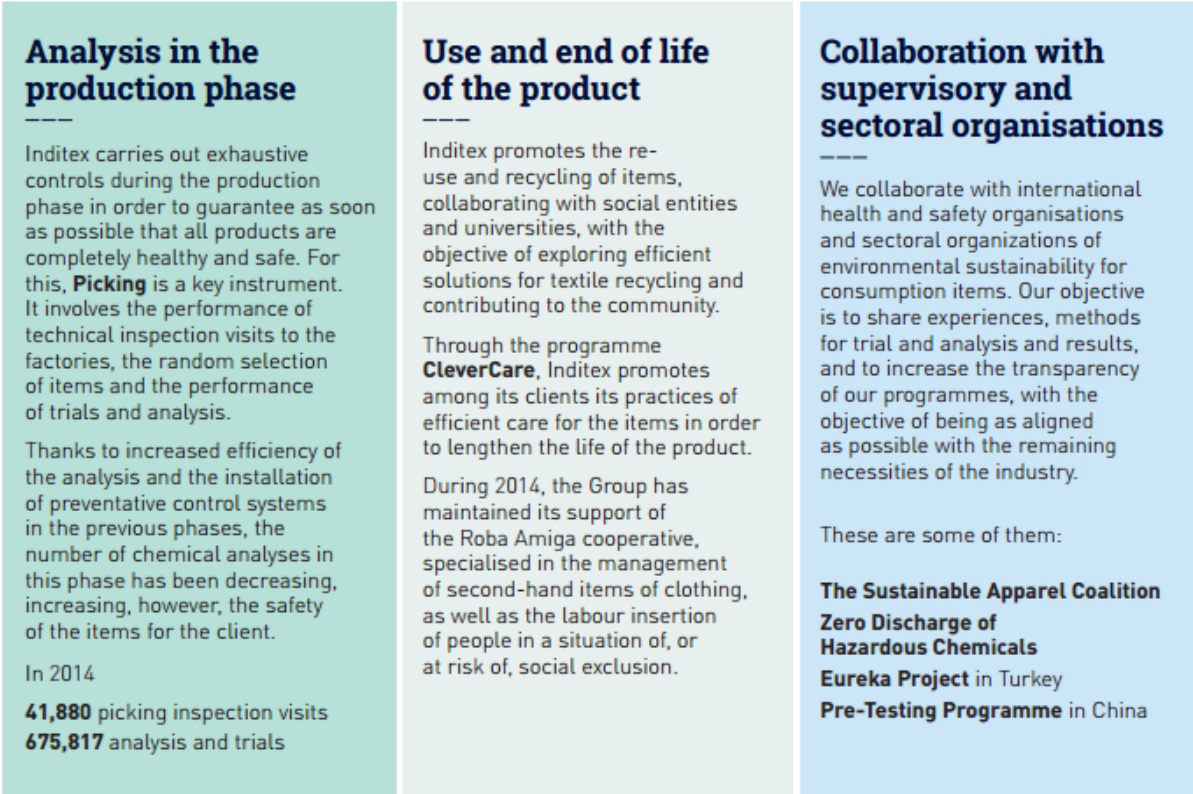 Analysis in the
production phase
Inditex carries out exhaustive
controls during the production
phase in order to guarantee as soon
as possible that all products are
completely healthy and safe. For
this, Picking is a key instrument.
It involves the performance of
technical inspection visits to the
factories, the random selection
of items and the performance
of trials and analysis.
Thanks to increased efficiency of
the analysis and the installation
of preventative control systems
in the previous phases, the
number of chemical analyses in
this phase has been decreasing,
increasing, however, the safety
of the items for the client.
In 2014
41,880 picking inspection visits
675,817 analysis and trials
Use and end of life
of the product
Inditex promotes the re-
use and recycling of items,
collaborating with social entities
and universities, with the
objective of exploring efficient
solutions for textile recycling and
contributing to the community.
Through the programme
CleverCare, Inditex promotes
among its clients its practices of
efficient care for the items in order
to lengthen the life of the product.
During 2014, the Group has
maintained its support of
the Roba Amiga cooperative,
specialised in the management
of second-hand items of clothing,
as well as the labour insertion
of people in a situation of, or
at risk of, social exclusion.
Collaboration with
supervisory and
sectoral organisations
We collaborate with international
health and safety organisations
and sectoral organizations of
environmental sustainability for
consumption items. Our objective
is to share experiences, methods
for trial and analysis and results,
and to increase the transparency
of our programmes, with the
objective of being as aligned
as possible with the remaining
necessities of the industry.
These are some of them:
The Sustainable Apparel Coalition
Zero Discharge of
Hazardous Chemicals
Eureka Project in Turkey
Pre-Testing Programme in China